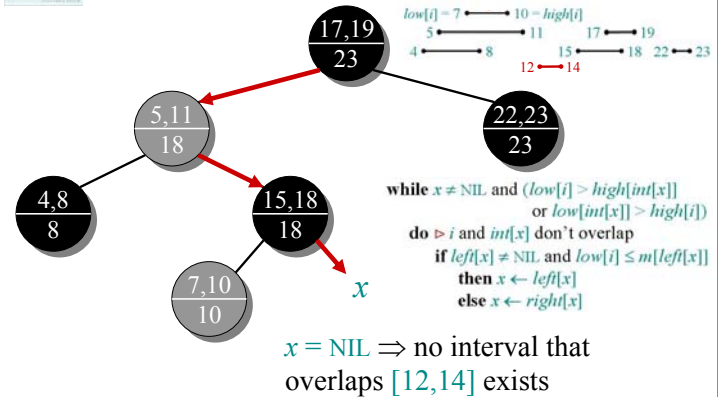 low[i] = 7 10 = high[i]
5 11 17 19
4 8 15 18 22 23
12 14
17,19
23
5,11
18
22,23
23
4,8
8
15,18
18
7,10
10
x
while x ≠ NIL and (low[i] > high[int[x]]
or low[int[x]] > high[i])
do ▷ i and int[x] don't overlap
if left[x] ≠ NIL and low[i] ≤ m[left[x]]
then x ← left[x]
else x ← right[x]
x = NIL ⇒ no interval that
overlaps [12,14] exists